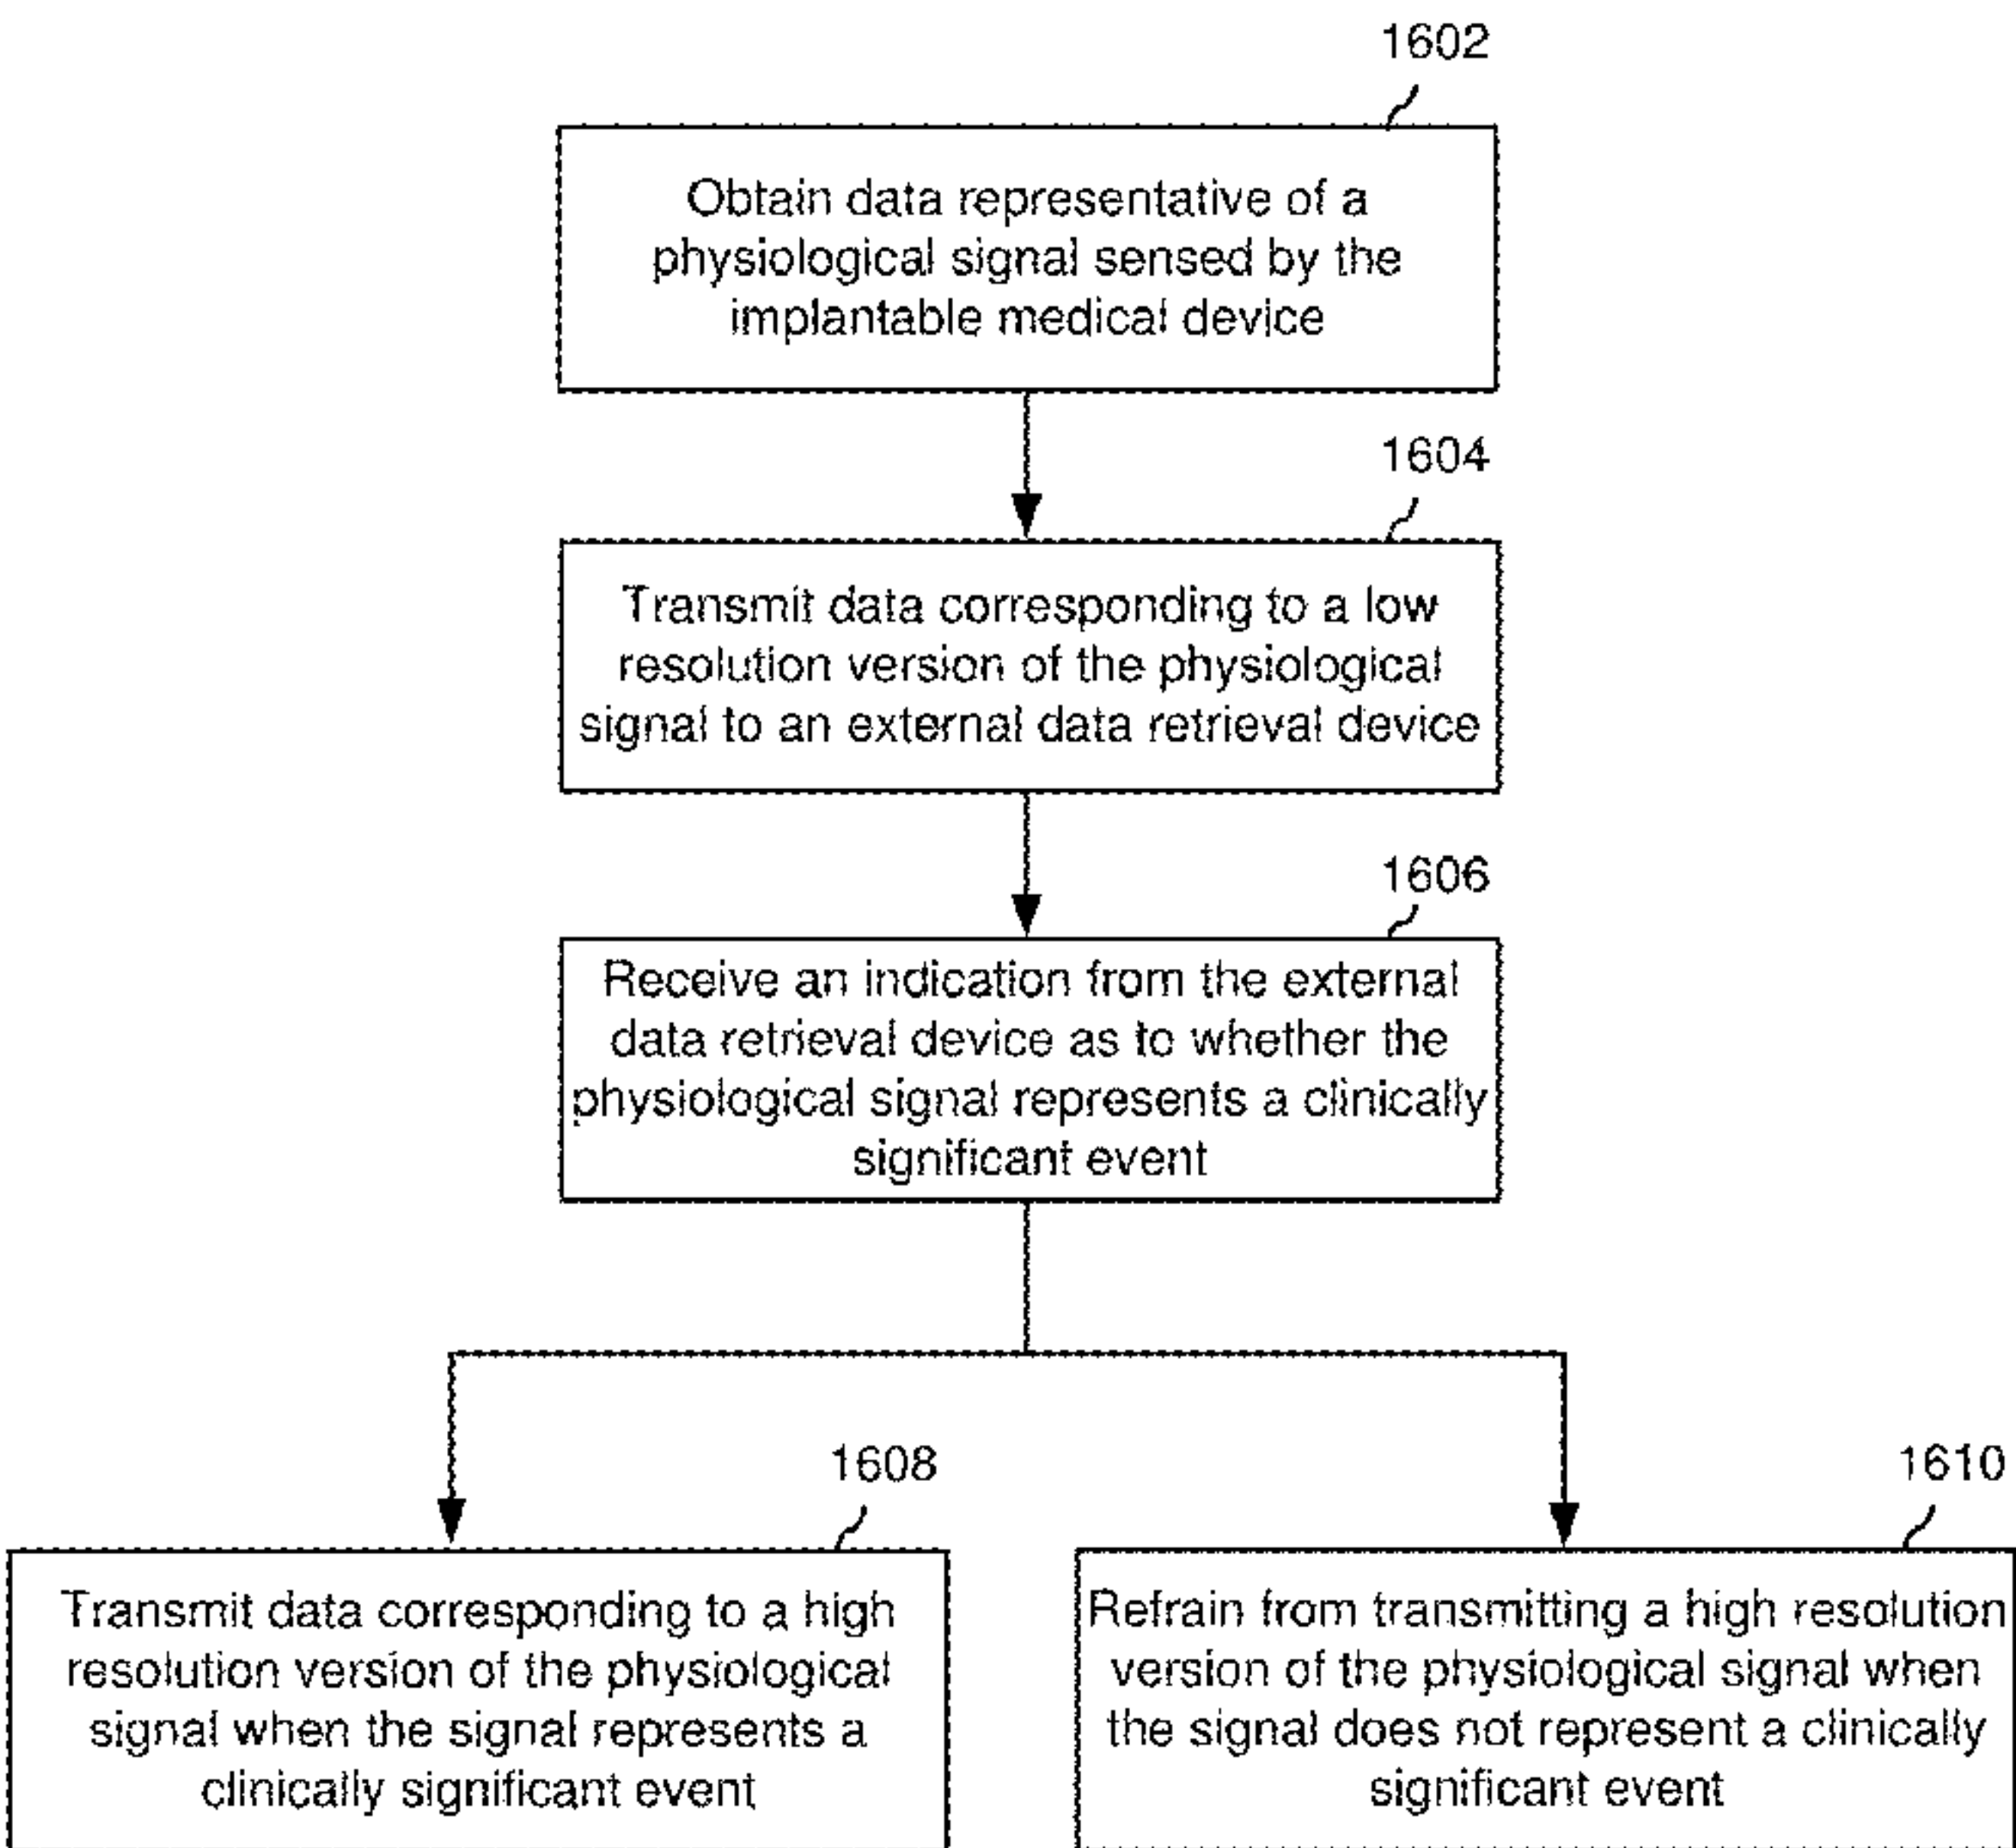 1602
Obtain data representative of a
physiological signal sensed by the
implantable medical device
1604
Transmit data corresponding to a low
resolution version of the physiological
signal to an external data retrieval device
1606
Receive an indication from the external
data retrieval device as to whether the
physiological signal represents a clinically
significant event
1608
Transmit data corresponding to a high
resolution version of the physiological
signal when the signal represents a
clinically significant event
1610
Refrain from transmitting a high resolution
version of the physiological signal when
the signal does not represent a clinically
significant event